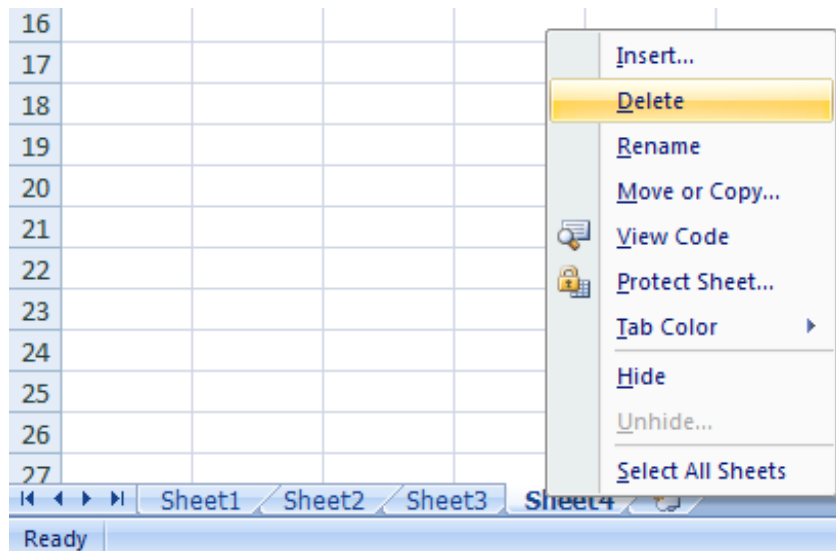 16
17
18
19
20
21
22
23
24
25
26
27
Insert...
Delete
Rename
Move or Copy...
View Code
Protect Sheet...
Tab Color
Hide
Unhide...
Select All Sheets
Sheet1 Sheet2 Sheet3 Sheet4
Ready